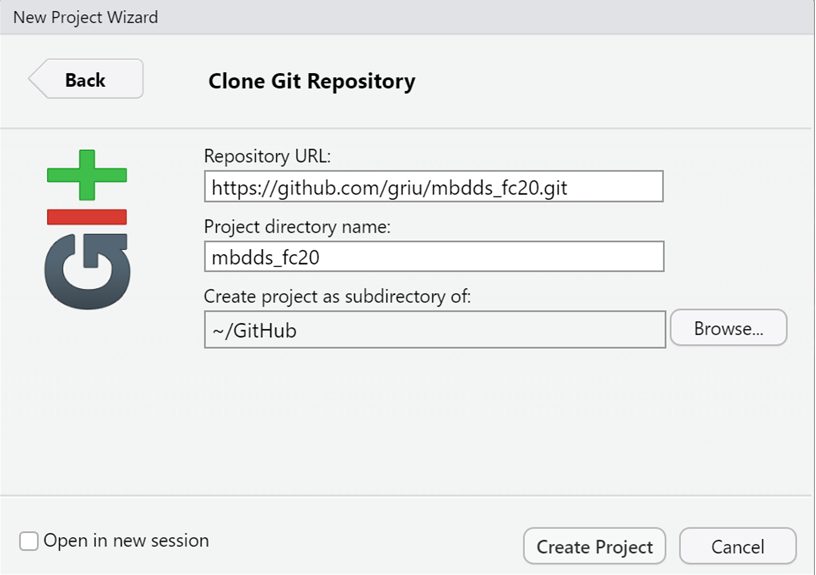 New Project Wizard
Back
Clone Git Repository
GIT
Repository URL:
https://github.com/griu/mbdds_fc20.git
Project directory name:
mbdds_fc20
Create project as subdirectory of:
~/GitHub
Browse...
Open in new session
Create Project
Cancel